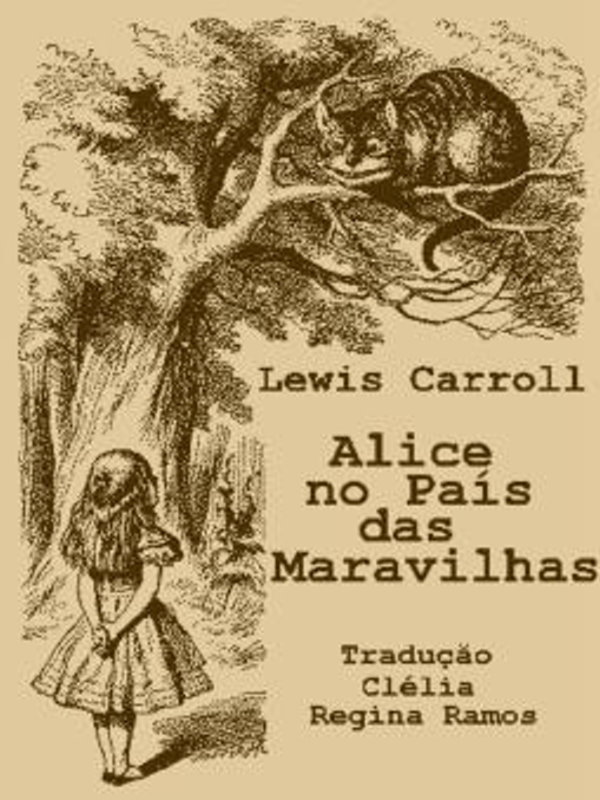 Lewis Carroll
Alice
no País
das
Maravilhas
Tradução
Clélia
Regina Ramos